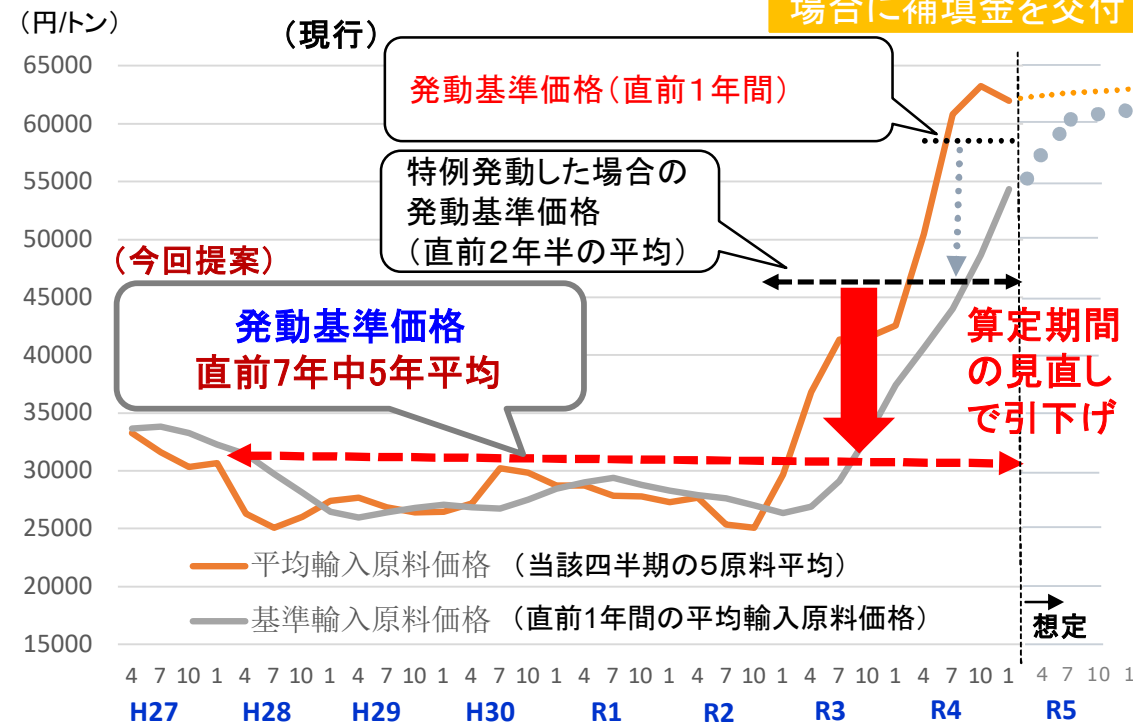 場合に補填金を交付
(円/トン)
(現行)
発動基準価格(直前1年間)
特例発動した場合の
発動基準価格
(直前2年半の平均)
(今回提案)
発動基準価格
直前7年中5年平均
算定期間
の見直し
で引下げ
65000
60000
55000
50000
45000
40000
35000
30000
25000
20000
15000
平均輸入原料価格 (当該四半期の5原料平均)
基準輸入原料価格 (直前1年間の平均輸入原料価格)
想定
4 7 10 1 4 7 10 1 4 7 10 1 4 7 10 1 4 7 10 1 4 7 10 1 4 7 10 1 4 7 10 1 4 7 10 1
H27 H28 H29 H30 R1 R2 R3 R4 R5